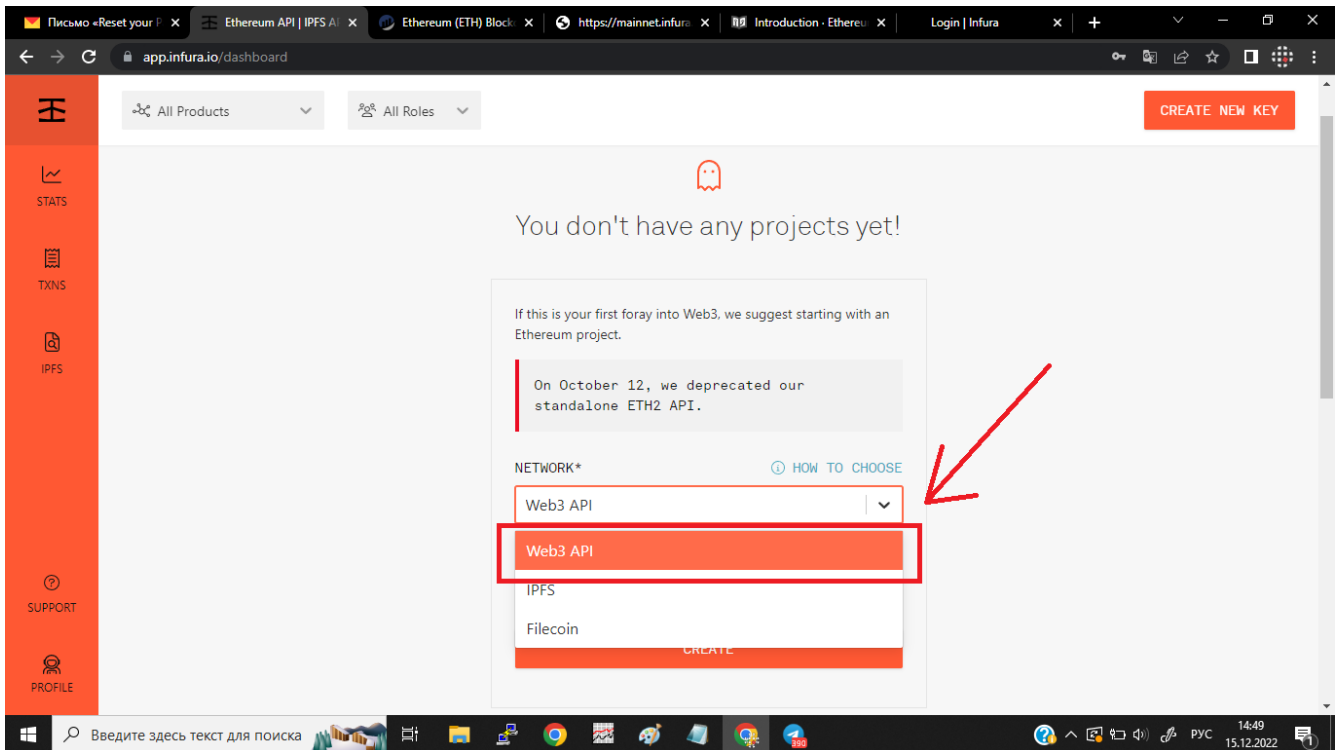 Письмо «Reset your P
Ethereum API | IPFS AI
Ethereum (ETH) Block
https://mainnet.infura.
Introduction · Ethereu
Login | Infura
app.infura.io/dashboard
All Products
All Roles
CREATE NEW KEY
STATS
TXNS
IPFS
SUPPORT
PROFILE
You don't have any projects yet!
If this is your first foray into Web3, we suggest starting with an
Ethereum project.
On October 12, we deprecated our
standalone ETH2 API.
NETWORK*
HOW TO CHOOSE
Web3 API
Web3 API
IPFS
Filecoin
CREATE
Введите здесь текст для поиска
390
РУС
14:49
15.12.2022
1